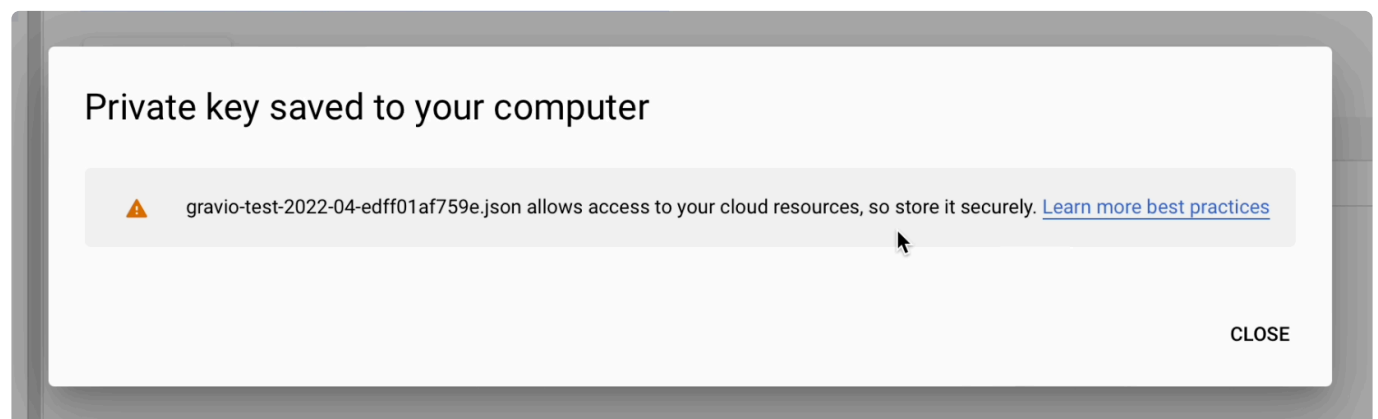 Private key saved to your computer
gravio-test-2022-04-edff01af759e.json allows access to your cloud resources, so store it securely. Learn more best practices
CLOSE